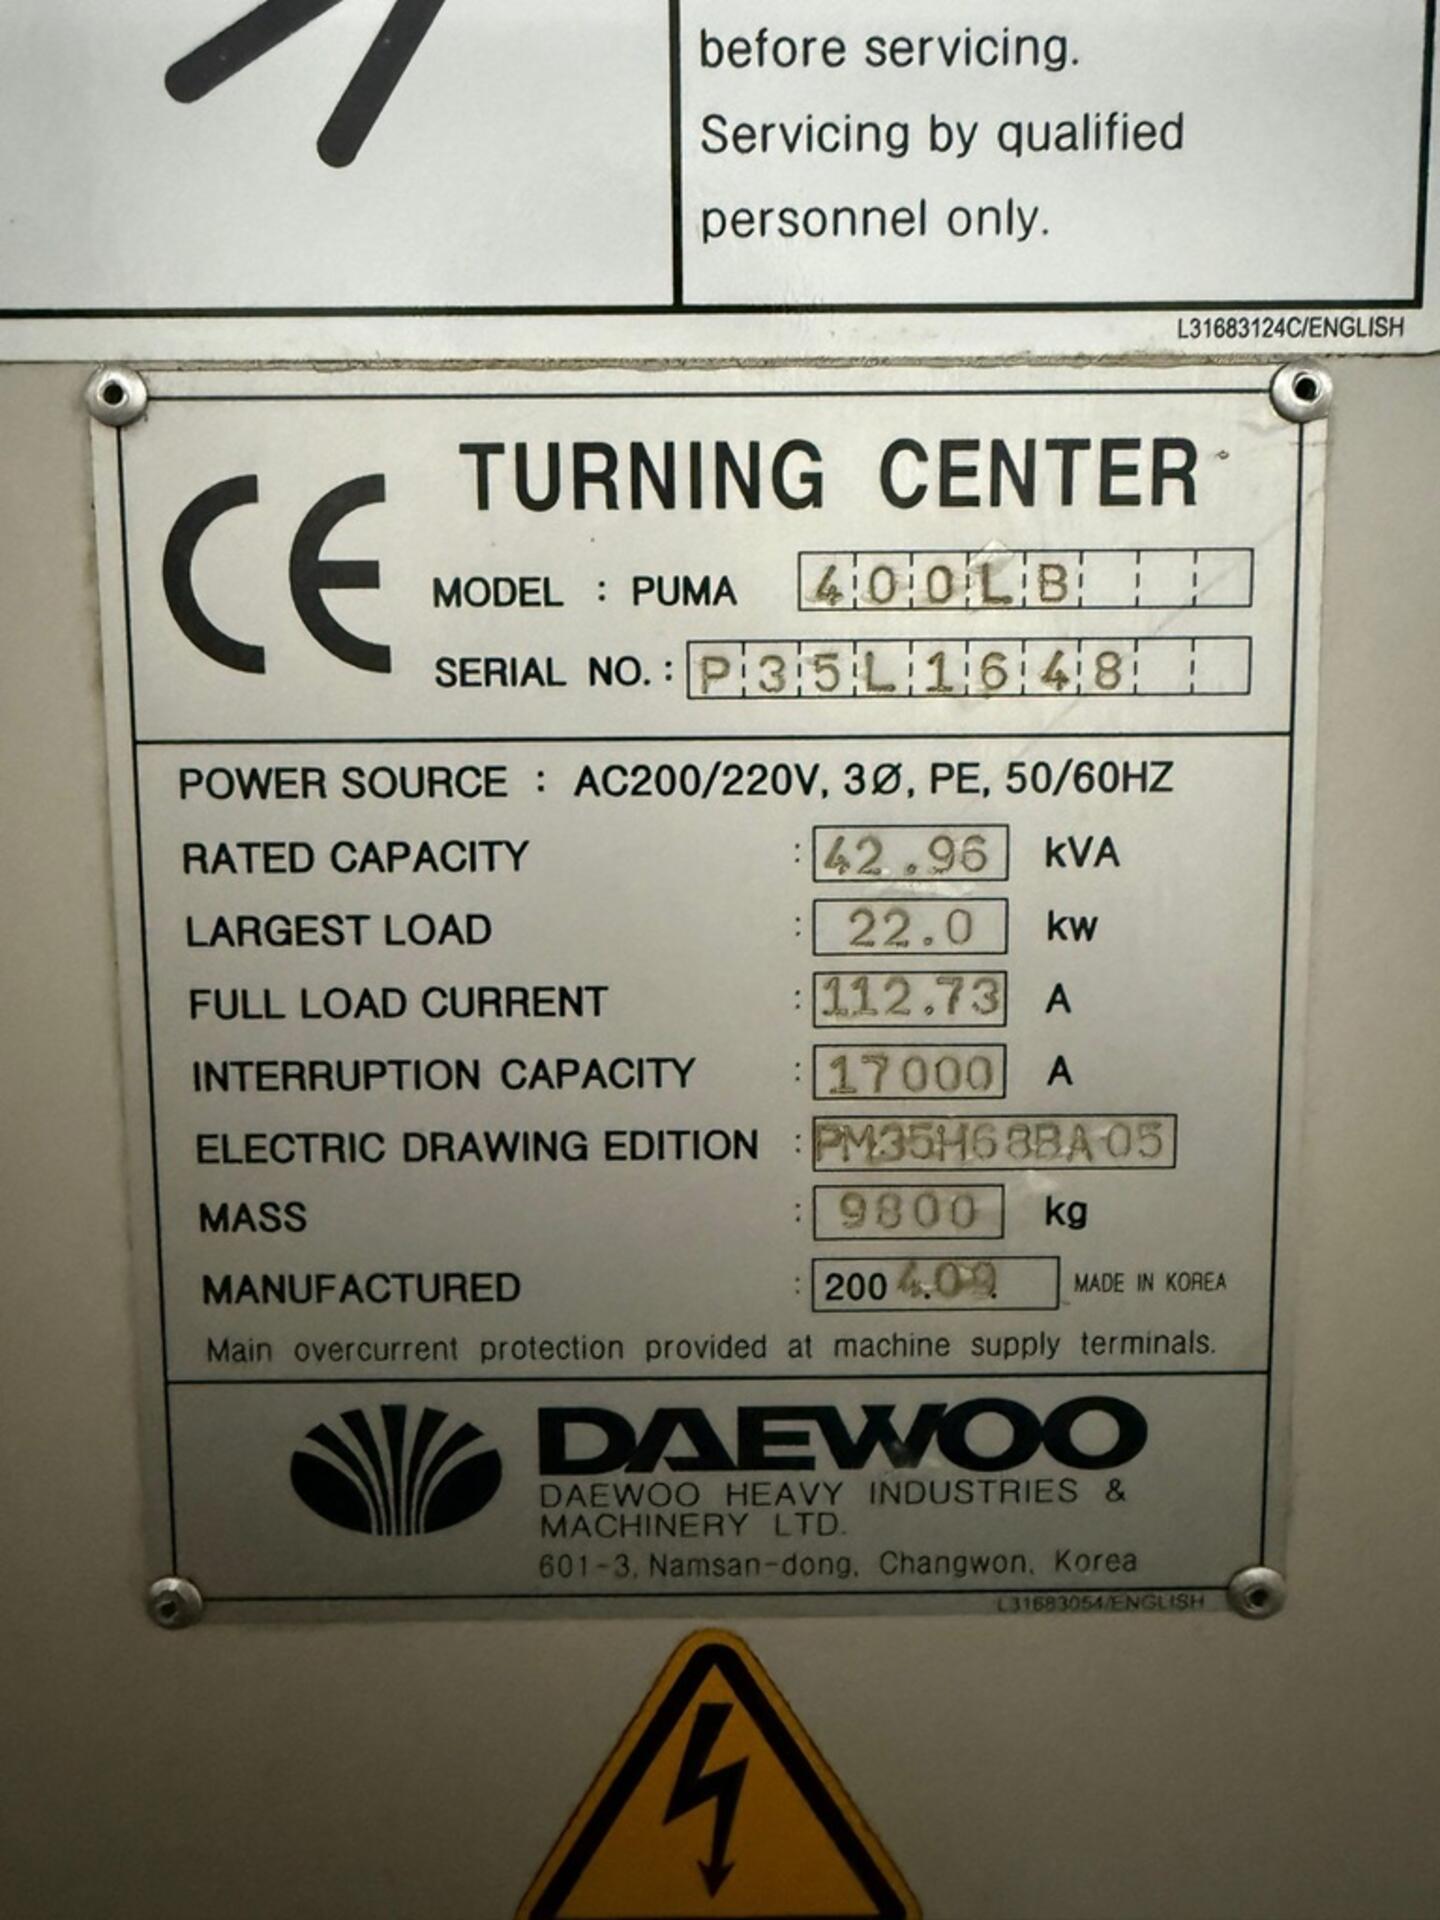 before servicing.
Servicing by qualified
personnel only.
L31683124C/ENGLISH
CE TURNING CENTER
MODEL : PUMA 400LB
SERIAL NO. : P35L1648
POWER SOURCE : AC200/220V, 3Ø, PE, 50/60HZ
RATED CAPACITY : 42.96 kVA
LARGEST LOAD : 22.0 kw
FULL LOAD CURRENT : 112.73 A
INTERRUPTION CAPACITY : 17000 A
ELECTRIC DRAWING EDITION : PM35H68BA05
MASS : 9800 kg
MANUFACTURED : 2004.09. MADE IN KOREA
Main overcurrent protection provided at machine supply terminals.
DAEWOO
DAEWOO HEAVY INDUSTRIES &
MACHINERY LTD.
601-3, Namsan-dong, Changwon, Korea
L31683054/ENGLISH